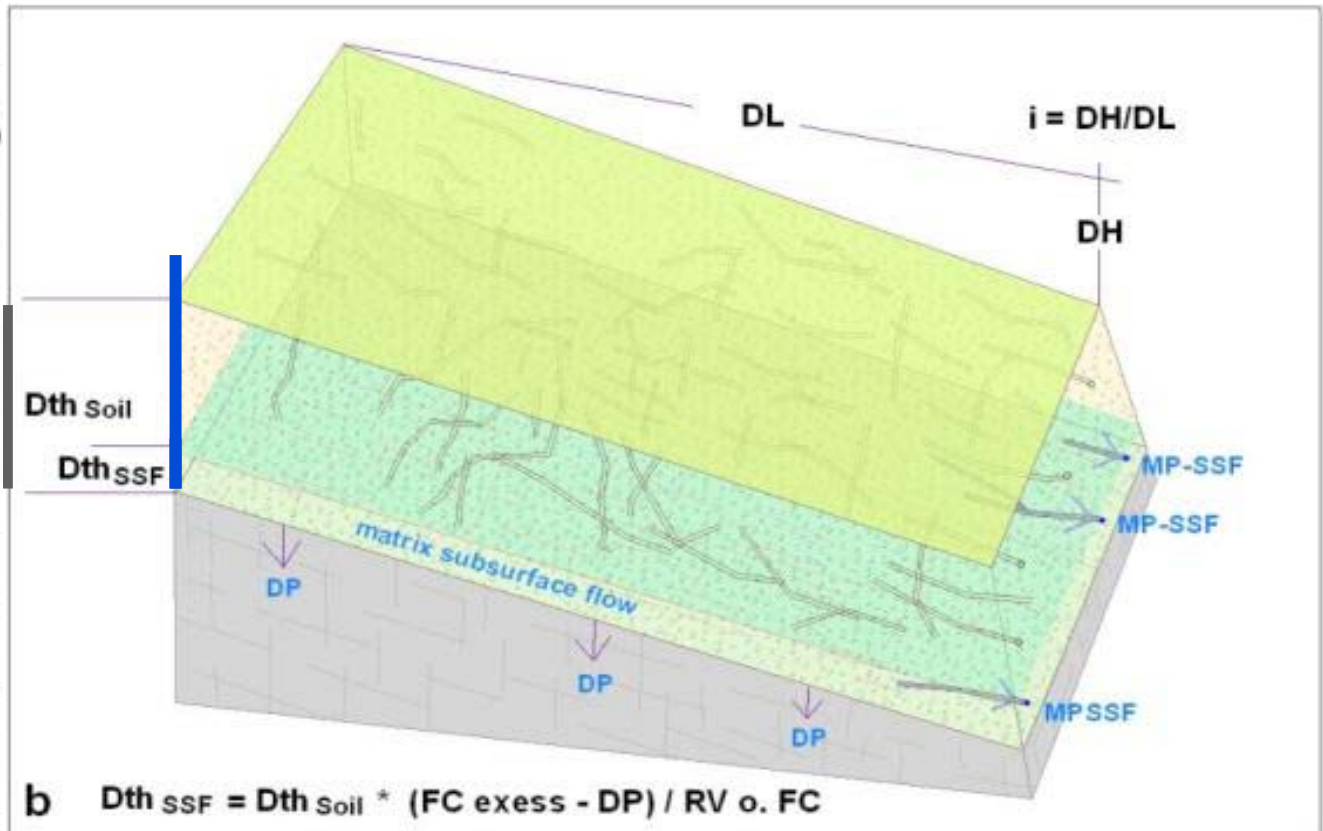 DL
i = DH/DL
DH
Dth Soil
Dth SSF
MP-SSF
MP-SSF
matrix subsurface flow
DP
DP
MPSSF
DP
b Dth SSF = Dth Soil * (FC exess - DP) / RV o. FC